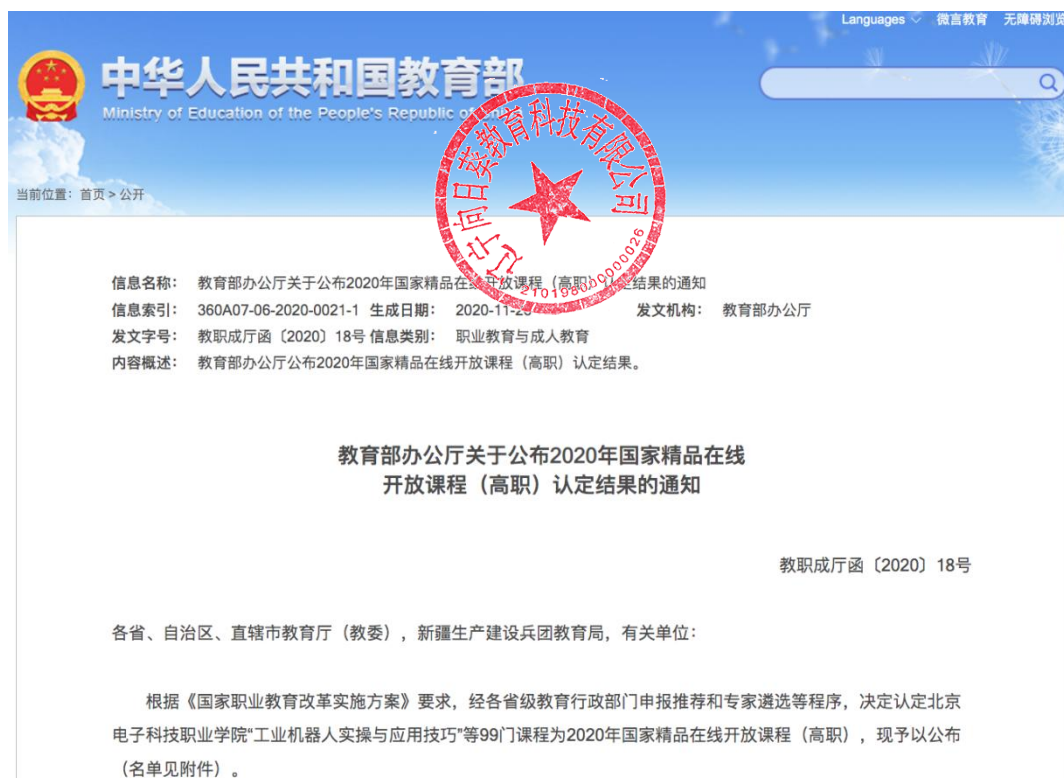 Languages 微言教育 无障碍浏览
中华人民共和国教育部
Ministry of Education of the People's Republic of
辽宁向日葵教育科技有限公司
2101980000000026
当前位置：首页 > 公开
信息名称： 教育部办公厅关于公布2020年国家精品在线开放课程（高职）认定结果的通知
信息索引： 360A07-06-2020-0021-1 生成日期： 2020-11-2 发文机构： 教育部办公厅
发文字号： 教职成厅函〔2020〕18号 信息类别： 职业教育与成人教育
内容概述： 教育部办公厅公布2020年国家精品在线开放课程（高职）认定结果。
教育部办公厅关于公布2020年国家精品在线
开放课程（高职）认定结果的通知
教职成厅函〔2020〕18号
各省、自治区、直辖市教育厅（教委），新疆生产建设兵团教育局，有关单位：
根据《国家职业教育改革实施方案》要求，经各省级教育行政部门申报推荐和专家遴选等程序，决定认定北京
电子科技职业学院“工业机器人实操与应用技巧”等99门课程为2020年国家精品在线开放课程（高职），现予以公布
（名单见附件）。